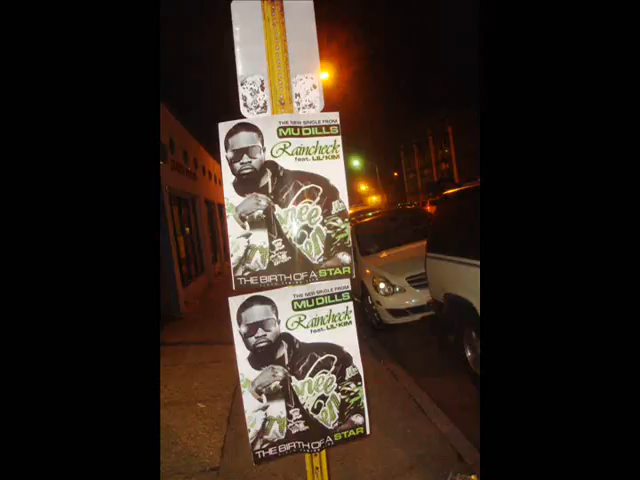 THE NEW SINGLE FROM
MU DILLS
Raincheck
feat. LIL' KIM
THE BIRTH OF A STAR
THE NEW SINGLE FROM
MU DILLS
Raincheck
feat. LIL' KIM
THE BIRTH OF A STAR